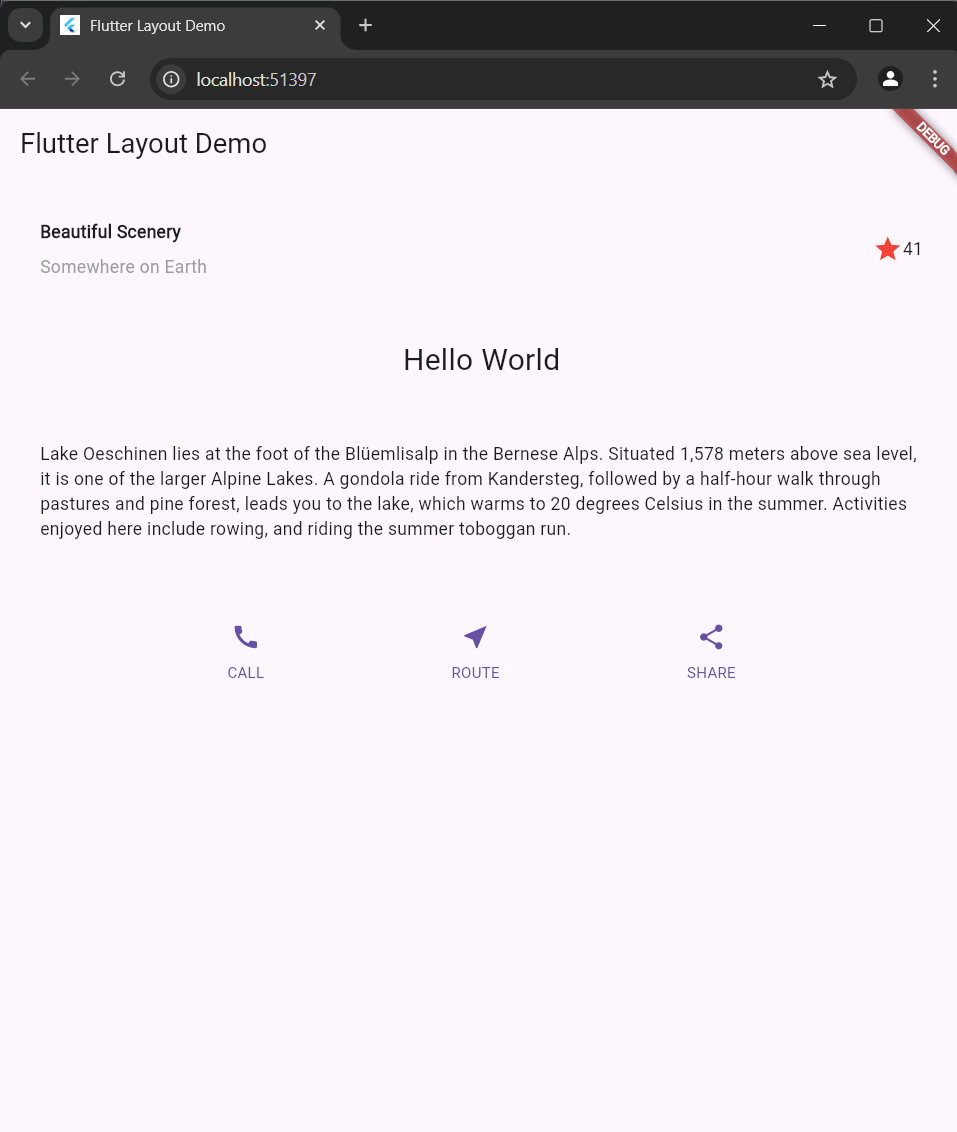 Flutter Layout Demo
localhost:51397
Flutter Layout Demo
DEBUG
Beautiful Scenery
Somewhere on Earth
41
Hello World
Lake Oeschinen lies at the foot of the Blüemlisalp in the Bernese Alps. Situated 1,578 meters above sea level,
it is one of the larger Alpine Lakes. A gondola ride from Kandersteg, followed by a half-hour walk through
pastures and pine forest, leads you to the lake, which warms to 20 degrees Celsius in the summer. Activities
enjoyed here include rowing, and riding the summer toboggan run.
CALL
ROUTE
SHARE